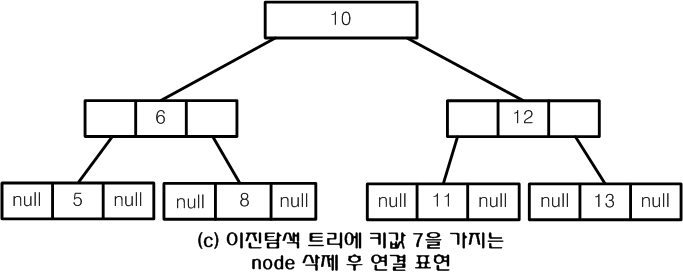 10
6 12
null 5 null null 8 null null 11 null null 13 null
(c) 이진탐색 트리에 키값 7을 가지는
node 삭제 후 연결 표현